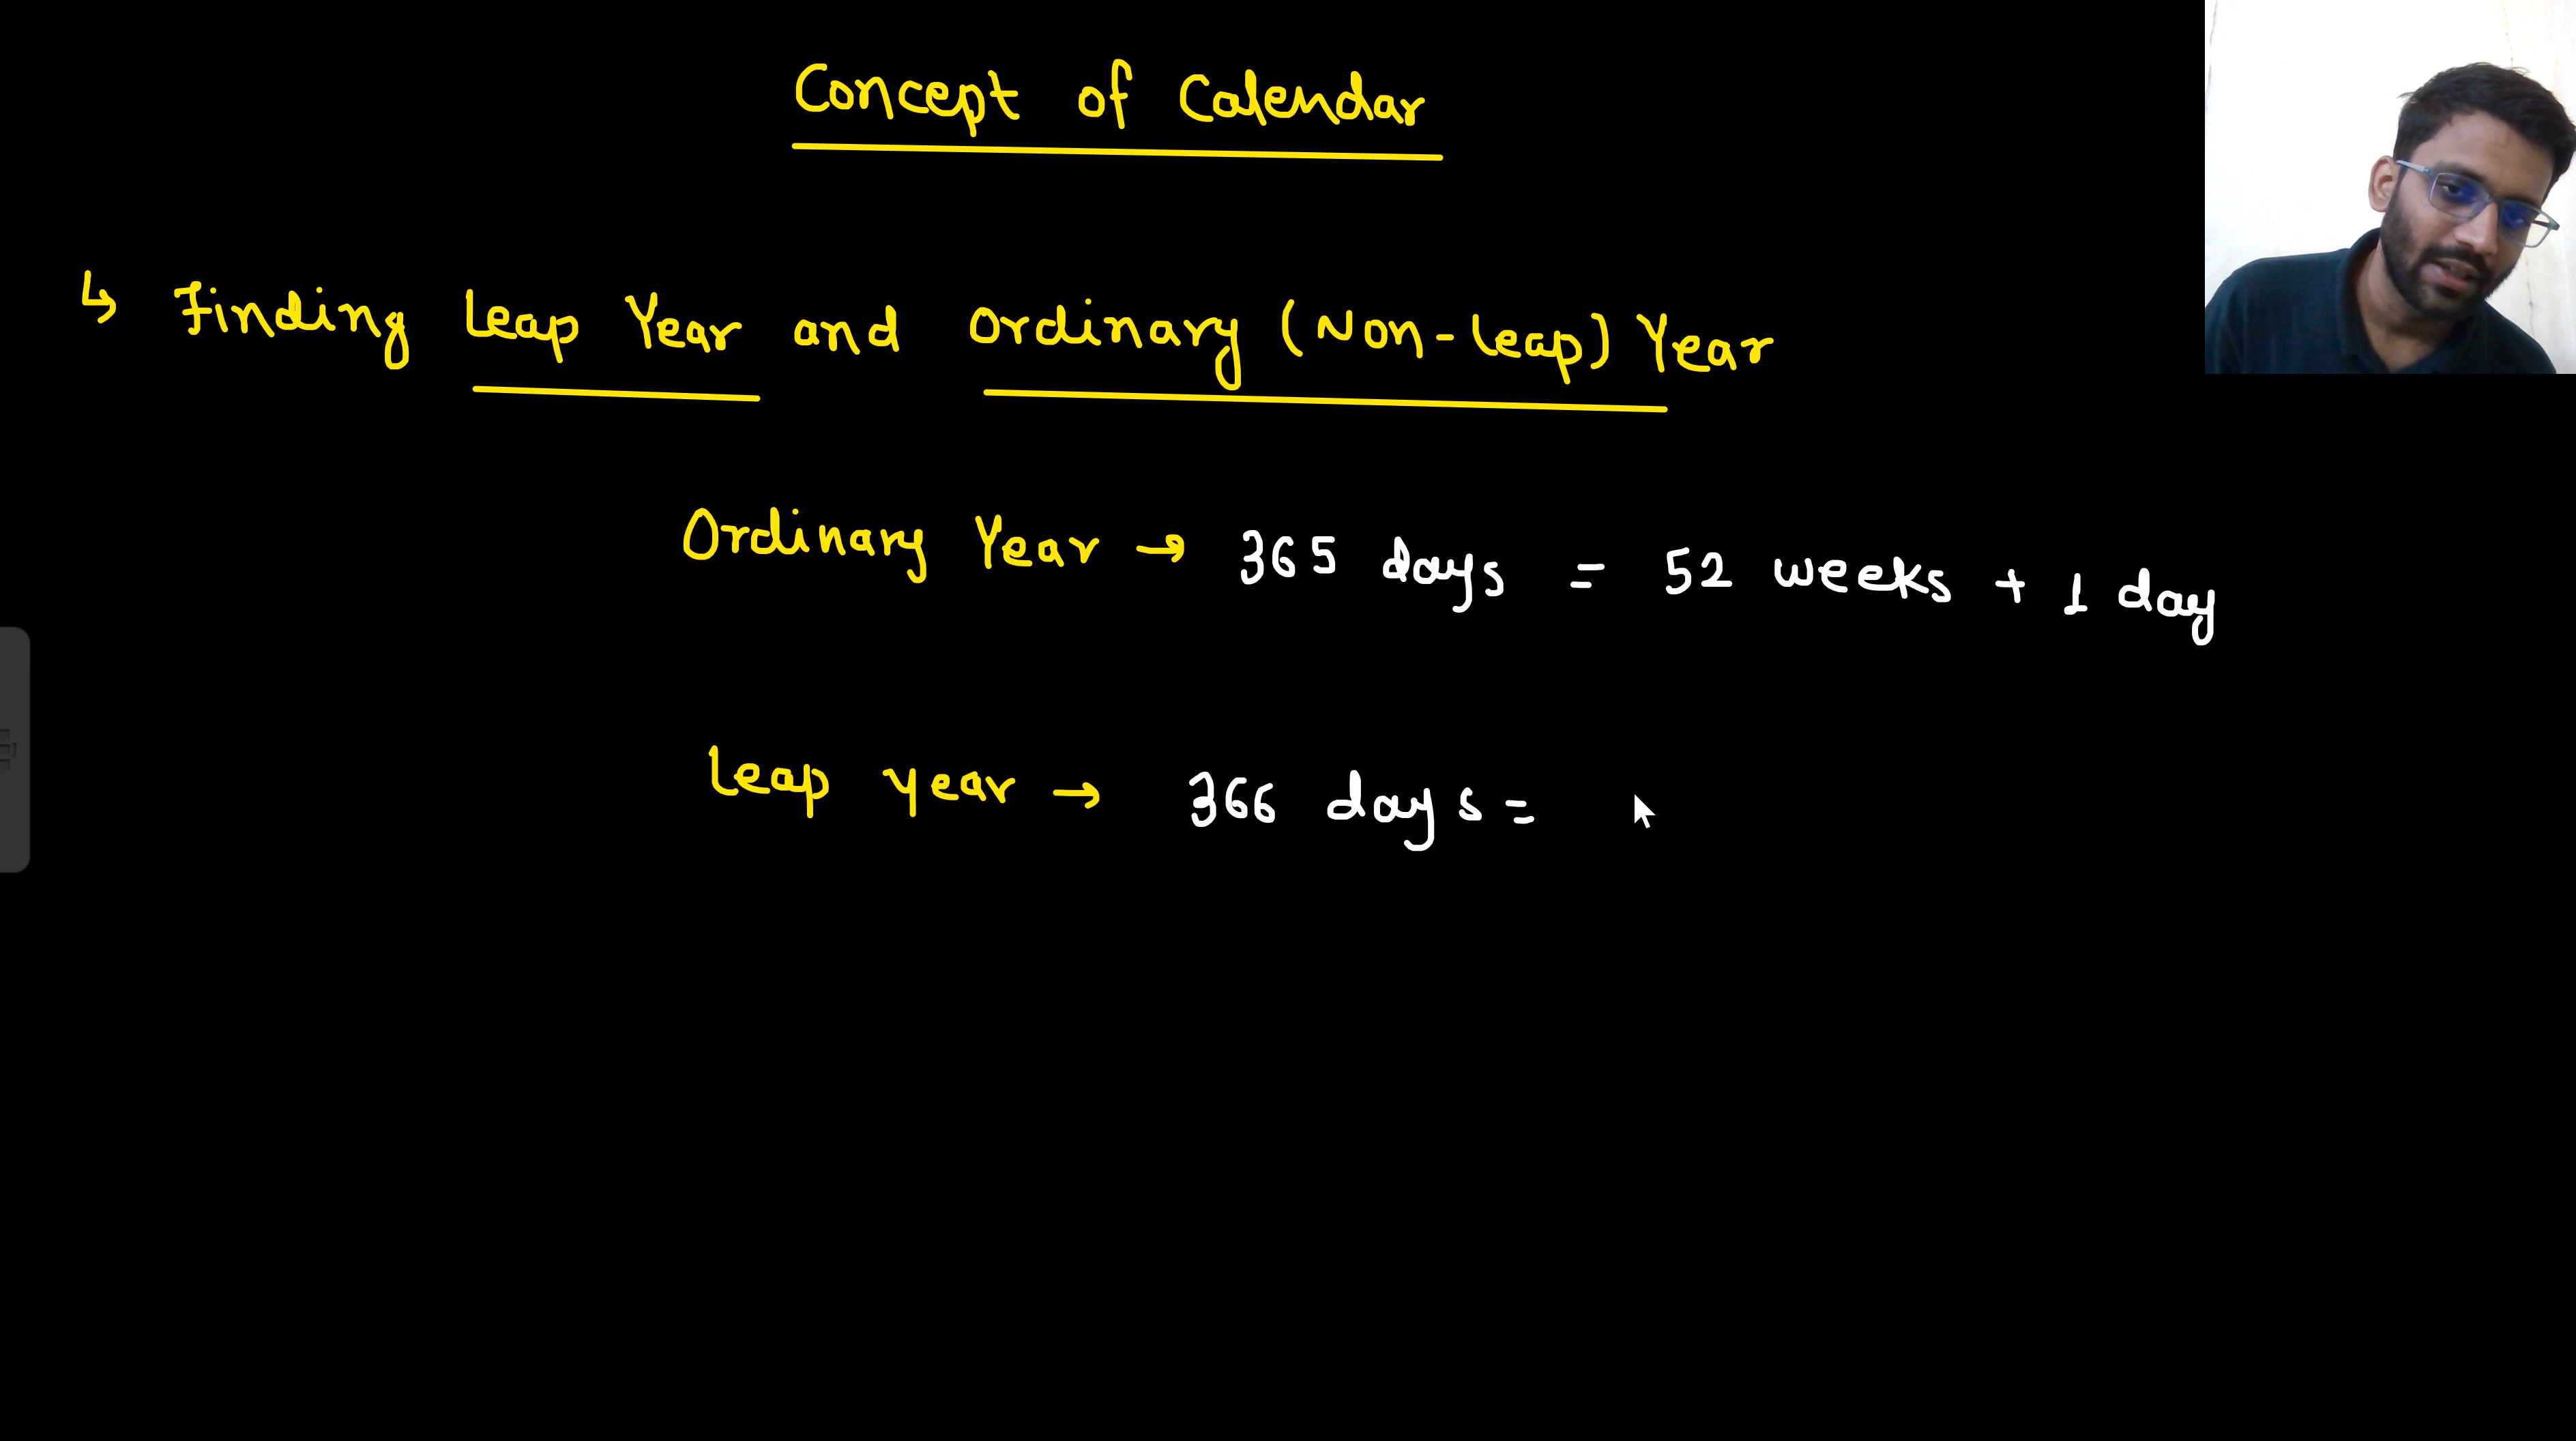 Concept of Calendar
↳ Finding Leap Year and Ordinary (Non-Leap) Year
Ordinary Year → 365 days = 52 weeks + 1 day
Leap year → 366 days =